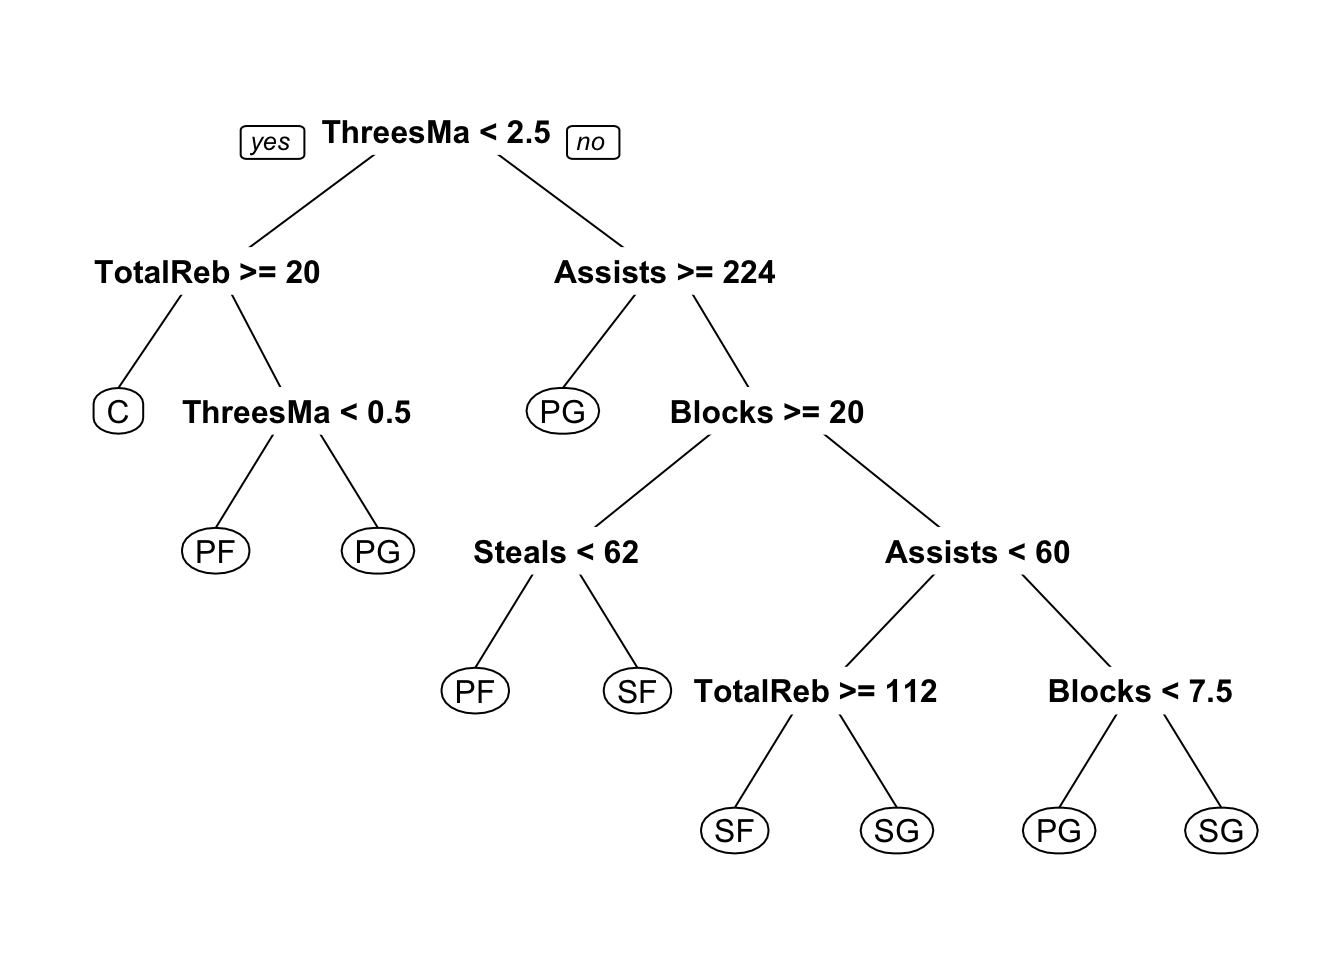 yes ThreesMa < 2.5 no
TotalReb >= 20 Assists >= 224
C ThreesMa < 0.5 PG Blocks >= 20
PF PG Steals < 62 Assists < 60
PF SF TotalReb >= 112 Blocks < 7.5
SF SG PG SG